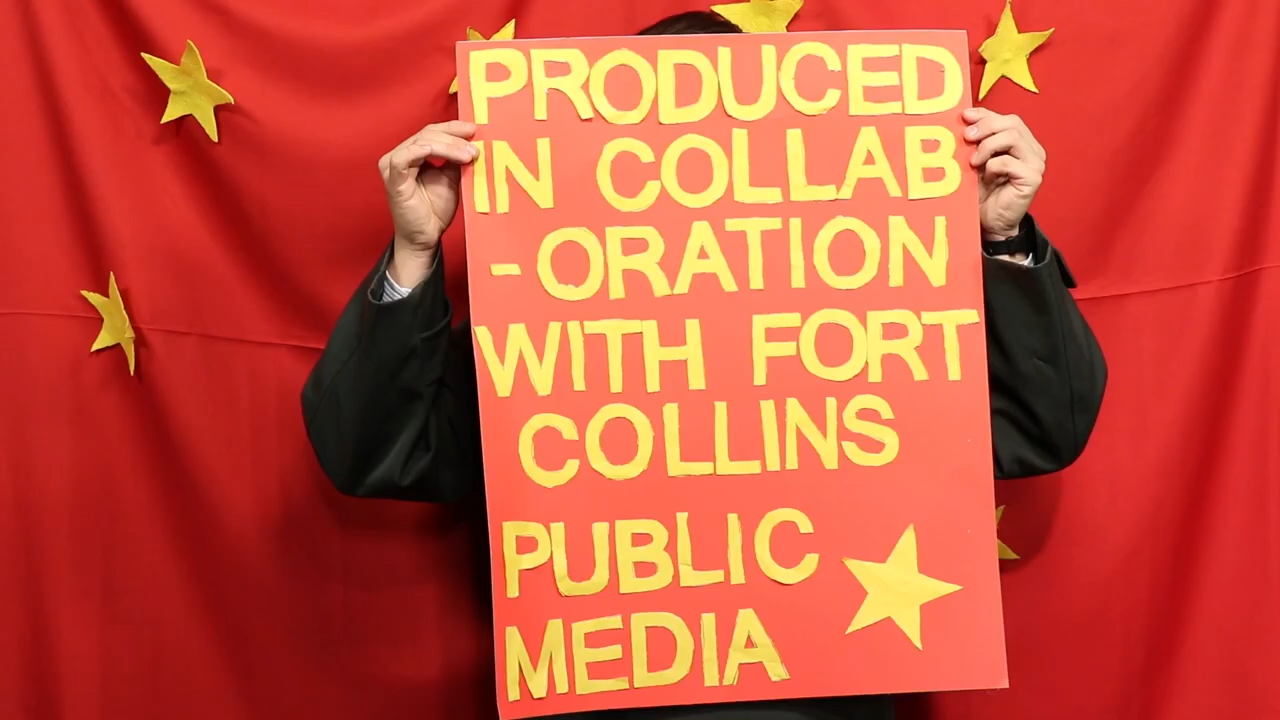 PRODUCED
IN COLLAB
-ORATION
WITH FORT
COLLINS
PUBLIC
MEDIA